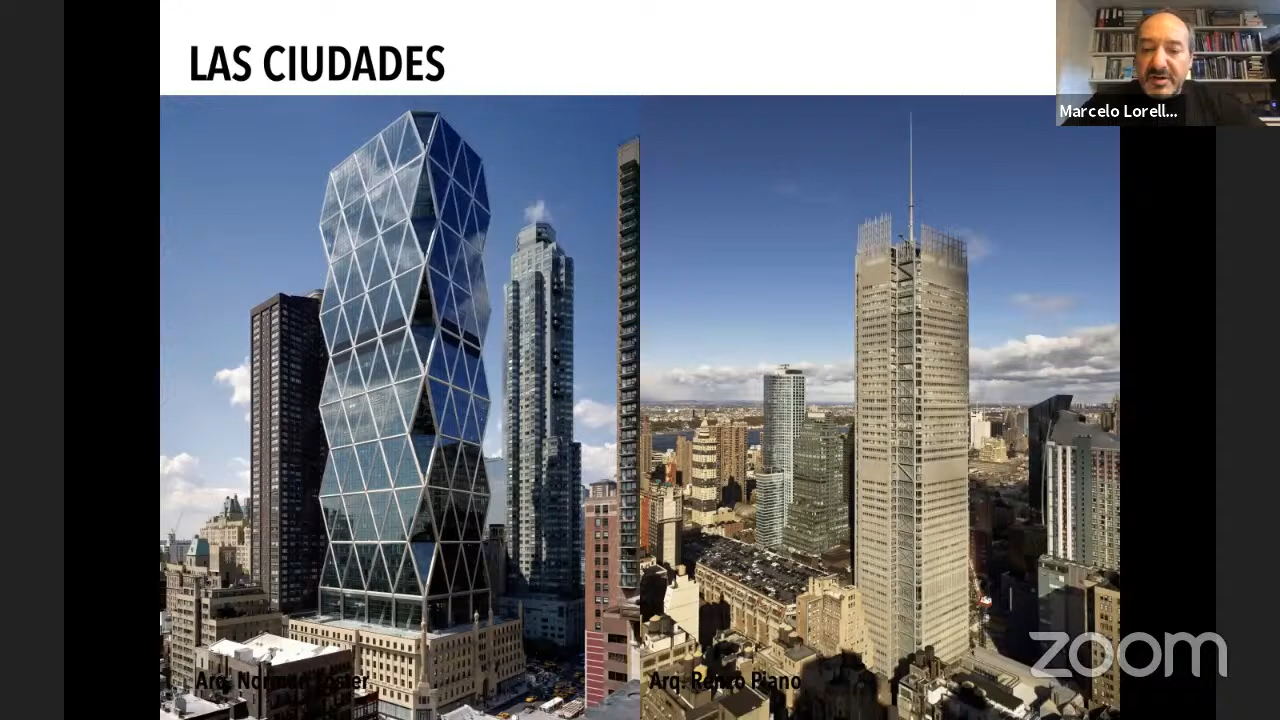 LAS CIUDADES
Marcelo Lorell...
Arq. Norman Foster
Arq. Renzo Piano
zoom